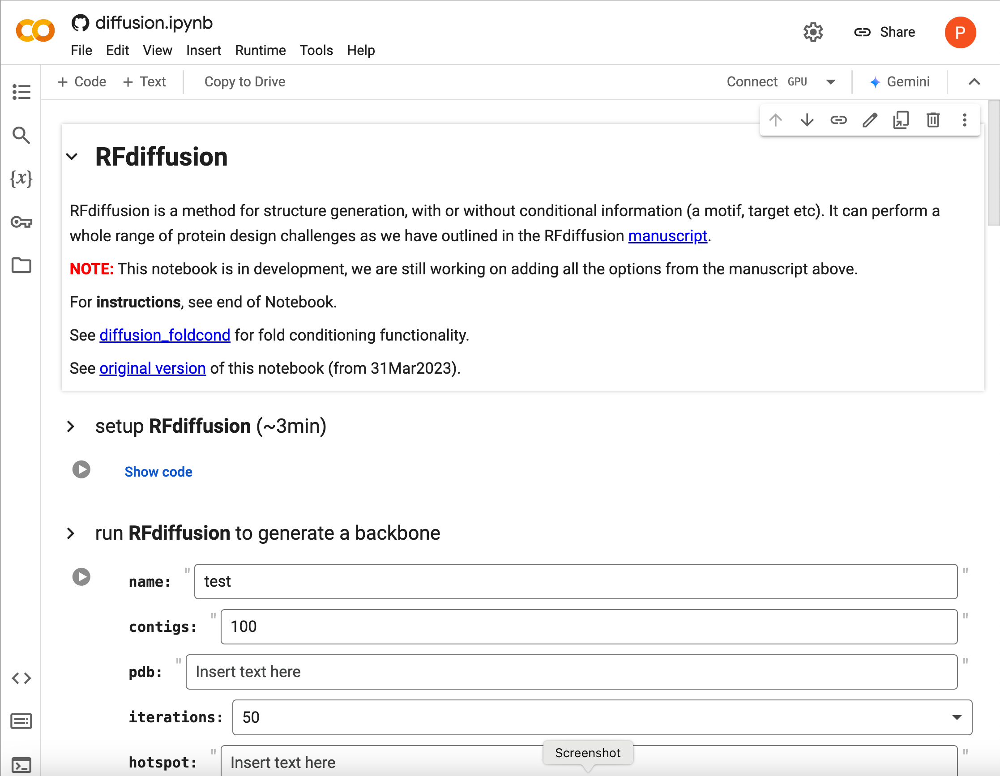 diffusion.ipynb
Share
P
File Edit View Insert Runtime Tools Help
+ Code + Text Copy to Drive Connect GPU Gemini
RFdiffusion
{x}
RFdiffusion is a method for structure generation, with or without conditional information (a motif, target etc). It can perform a
whole range of protein design challenges as we have outlined in the RFdiffusion manuscript.
NOTE: This notebook is in development, we are still working on adding all the options from the manuscript above.
For instructions, see end of Notebook.
See diffusion_foldcond for fold conditioning functionality.
See original version of this notebook (from 31Mar2023).
setup RFdiffusion (~3min)
Show code
run RFdiffusion to generate a backbone
name: " test "
contigs: " 100 "
pdb: " Insert text here "
iterations: 50
Screenshot
hotspot: " Insert text here "